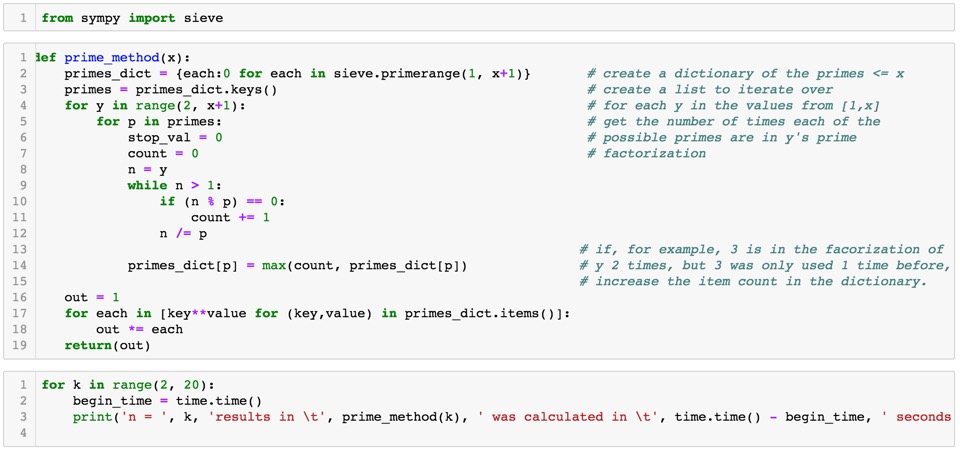 1 from sympy import sieve
1 def prime_method(x):
2 primes_dict = {each:0 for each in sieve.primerange(1, x+1)} # create a dictionary of the primes <= x
3 primes = primes_dict.keys() # create a list to iterate over
4 for y in range(2, x+1): # for each y in the values from [1,x]
5 for p in primes: # get the number of times each of the
6 stop_val = 0 # possible primes are in y's prime
7 count = 0 # factorization
8 n = y
9 while n > 1:
10 if (n % p) == 0:
11 count += 1
12 n /= p
13 # if, for example, 3 is in the facorization of
14 primes_dict[p] = max(count, primes_dict[p]) # y 2 times, but 3 was only used 1 time before,
15 # increase the item count in the dictionary.
16 out = 1
17 for each in [key**value for (key,value) in primes_dict.items()]:
18 out *= each
19 return(out)
1 for k in range(2, 20):
2 begin_time = time.time()
3 print('n = ', k, 'results in \t', prime_method(k), ' was calculated in \t', time.time() - begin_time, ' seconds
4